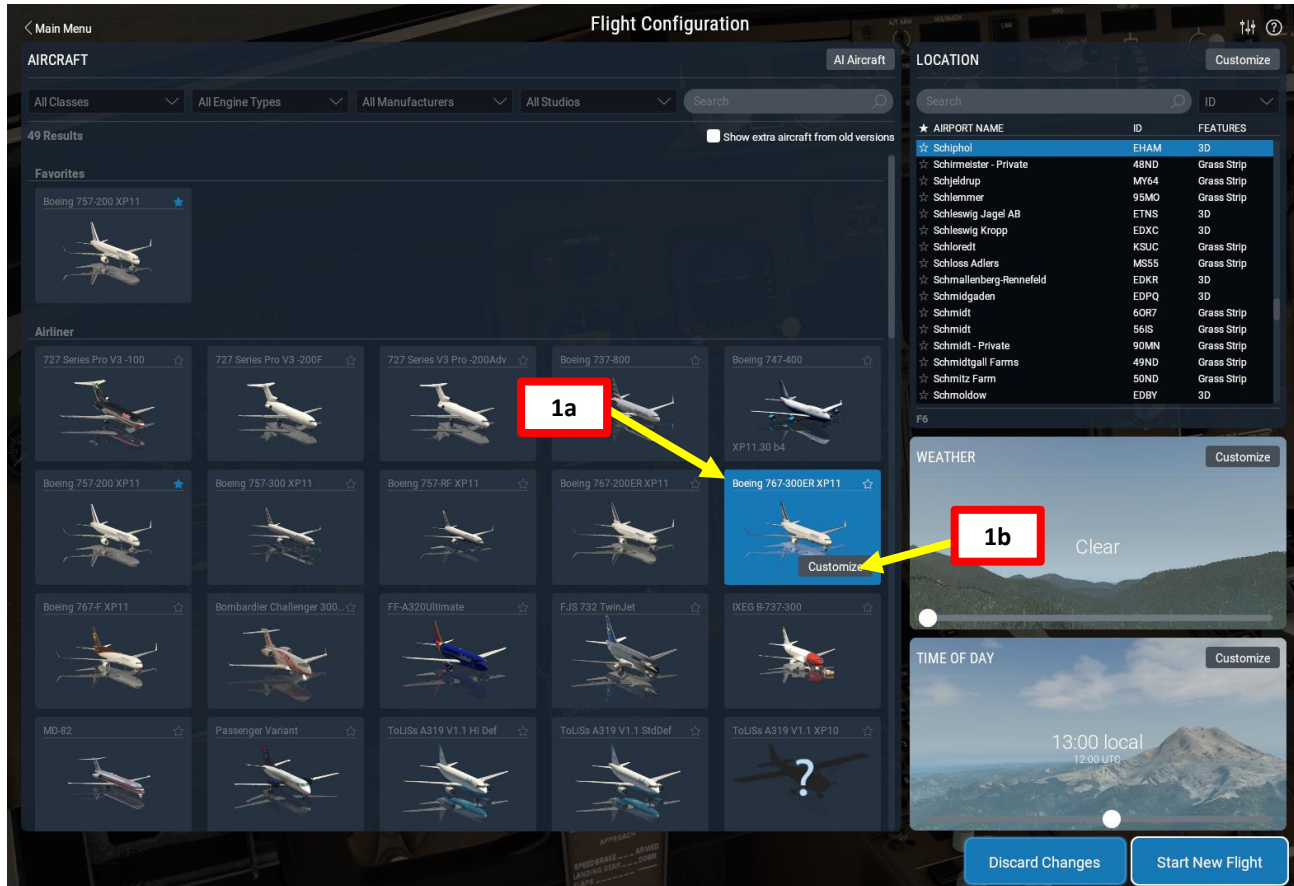 Main Menu
Flight Configuration
AIRCRAFT
AI Aircraft
All Classes
All Engine Types
All Manufacturers
All Studios
Search
49 Results
Show extra aircraft from old versions
Favorites
Boeing 757-200 XP11
Airliner
727 Series Pro V3 -100
727 Series Pro V3 -200F
727 Series V3 Pro -200Adv
Boeing 737-800
Boeing 747-400
XP11.30 b4
1a
Boeing 757-200 XP11
Boeing 757-300 XP11
Boeing 757-RF XP11
Boeing 767-200ER XP11
Boeing 767-300ER XP11
Customize
1b
Boeing 767-F XP11
Bombardier Challenger 300...
FF-A320Ultimate
FJS 732 TwinJet
IXEG B-737-300
MD-82
Passenger Variant
ToLiSs A319 V1.1 Hi Def
ToLiSs A319 V1.1 StdDef
ToLiSs A319 V1.1 XP10
?
LOCATION
Customize
Search
ID
★ AIRPORT NAME ID FEATURES
☆ Schiphol EHAM 3D
☆ Schirmeister - Private 48ND Grass Strip
☆ Schjeldrup MY64 Grass Strip
☆ Schlemmer 95MO Grass Strip
☆ Schleswig Jagel AB ETNS 3D
☆ Schleswig Kropp EDXC 3D
☆ Schloredt KSUC Grass Strip
☆ Schloss Adlers MS55 Grass Strip
☆ Schmallenberg-Rennefeld EDKR 3D
☆ Schmidgaden EDPQ 3D
☆ Schmidt 6OR7 Grass Strip
☆ Schmidt 56IS Grass Strip
☆ Schmidt - Private 90MN Grass Strip
☆ Schmidtgall Farms 49ND Grass Strip
☆ Schmitz Farm 50ND Grass Strip
☆ Schmoldow EDBY 3D
F6
WEATHER
Customize
Clear
TIME OF DAY
Customize
13:00 local
12:00 UTC
APPROACH
SPEEDBRAKE ARMED
LANDING GEAR DOWN
Discard Changes
Start New Flight